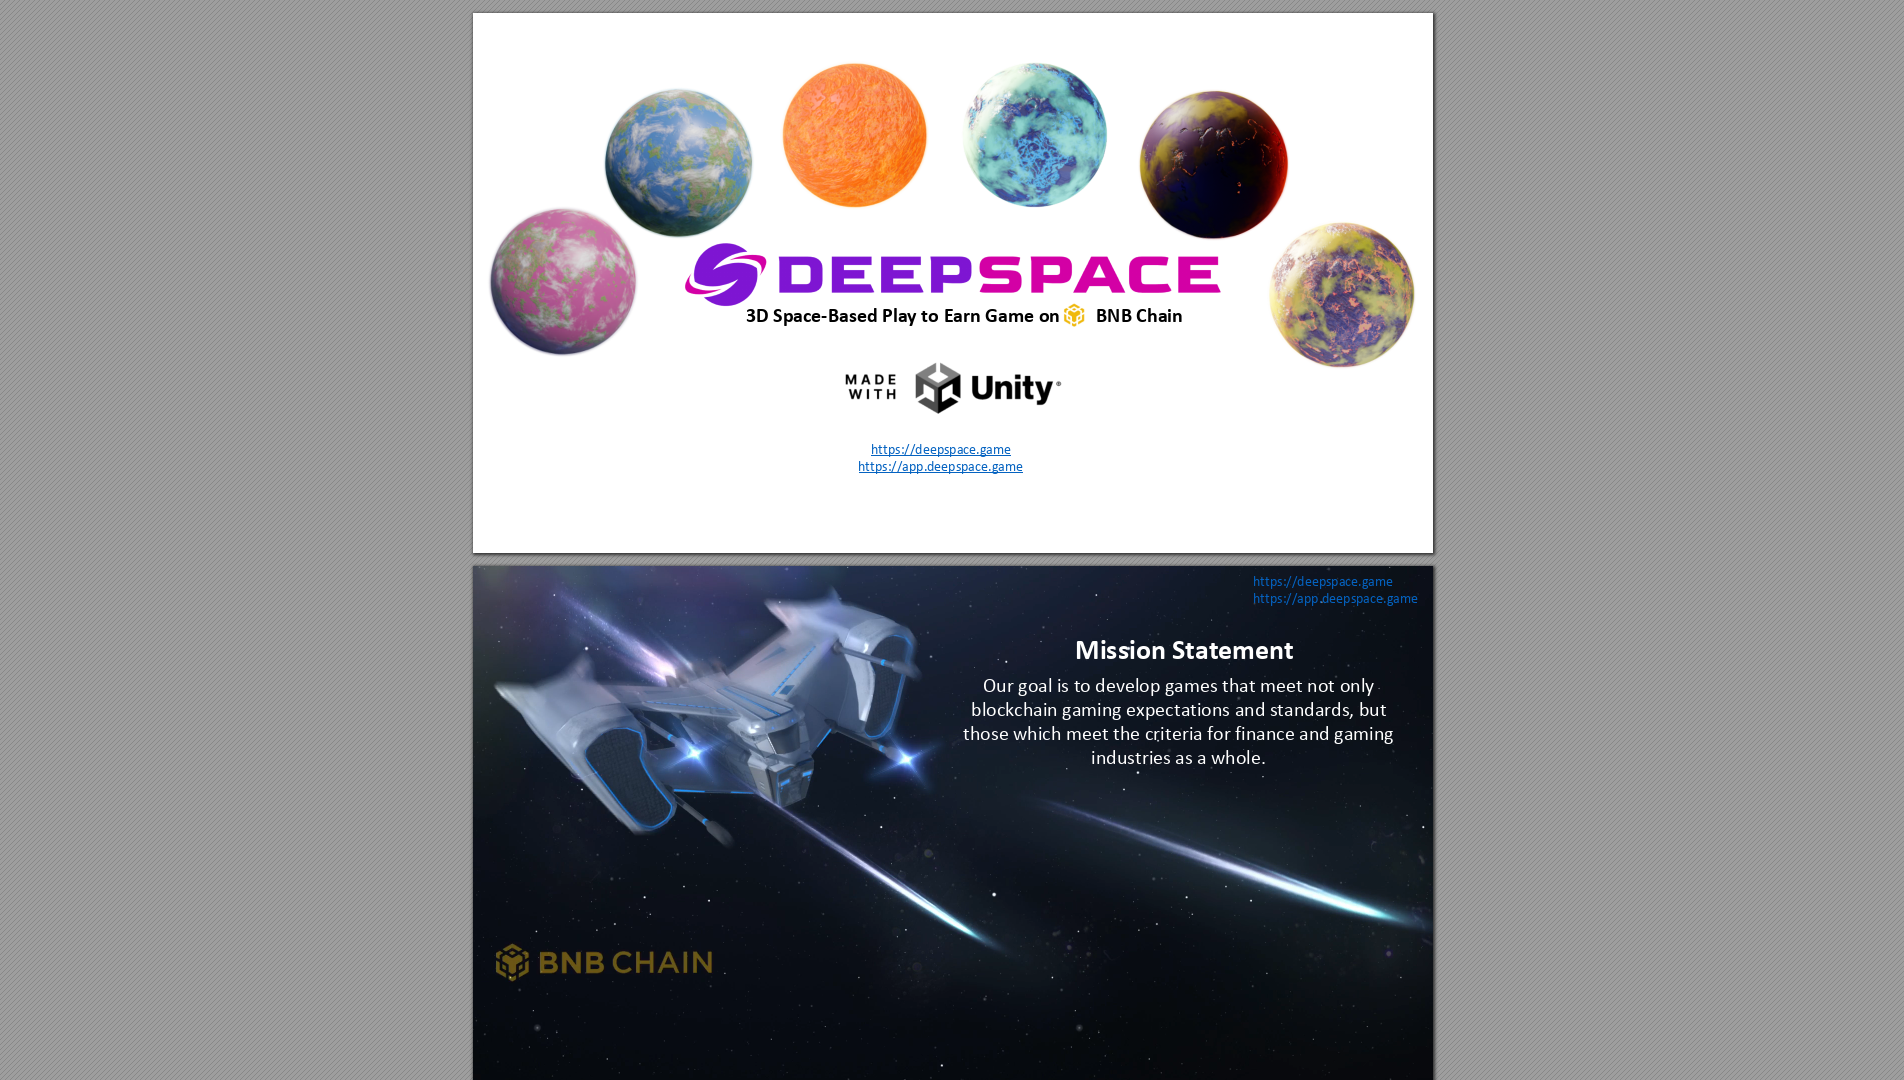 DEEPSPACE
3D Space-Based Play to Earn Game on BNB Chain
MADE
WITH
Unity
https://deepspace.game
https://app.deepspace.game
https://deepspace.game
https://app.deepspace.game
Mission Statement
Our goal is to develop games that meet not only
blockchain gaming expectations and standards, but
those which meet the criteria for finance and gaming
industries as a whole.
BNB CHAIN